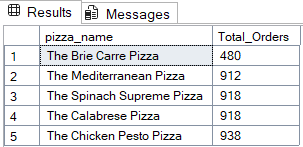 Results Messages
pizza_name Total_Orders
1 The Brie Carre Pizza 480
2 The Mediterranean Pizza 912
3 The Spinach Supreme Pizza 918
4 The Calabrese Pizza 918
5 The Chicken Pesto Pizza 938